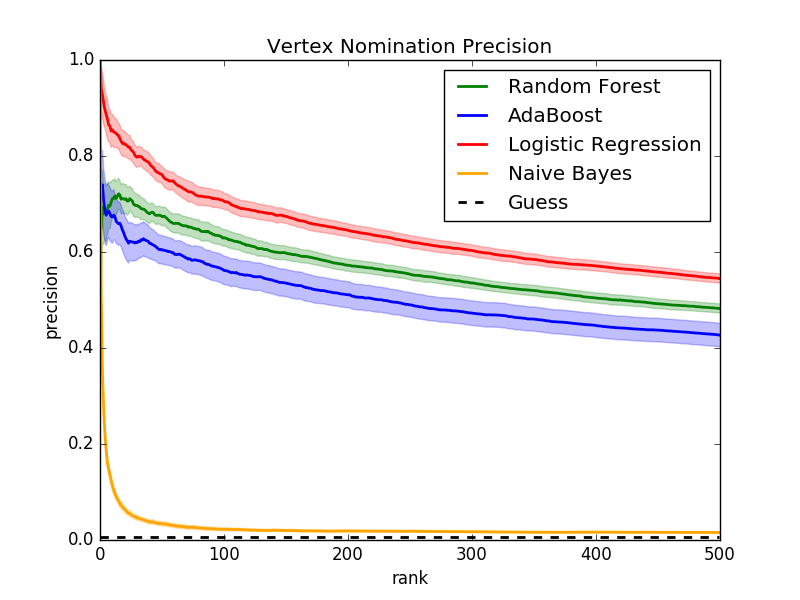 Vertex Nomination Precision
1.0
0.8
0.6
0.4
0.2
0.0
precision
Random Forest
AdaBoost
Logistic Regression
Naive Bayes
Guess
0 100 200 300 400 500
rank